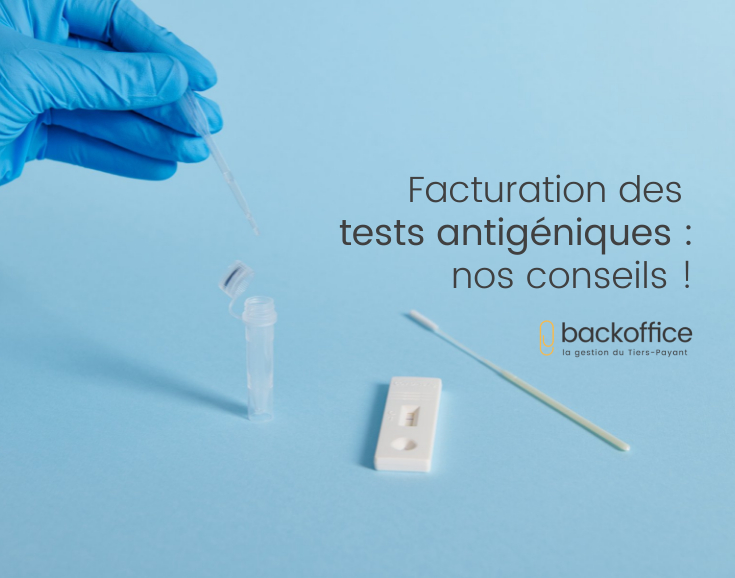 Facturation des
tests antigéniques :
nos conseils !
backoffice
la gestion du Tiers-Payant